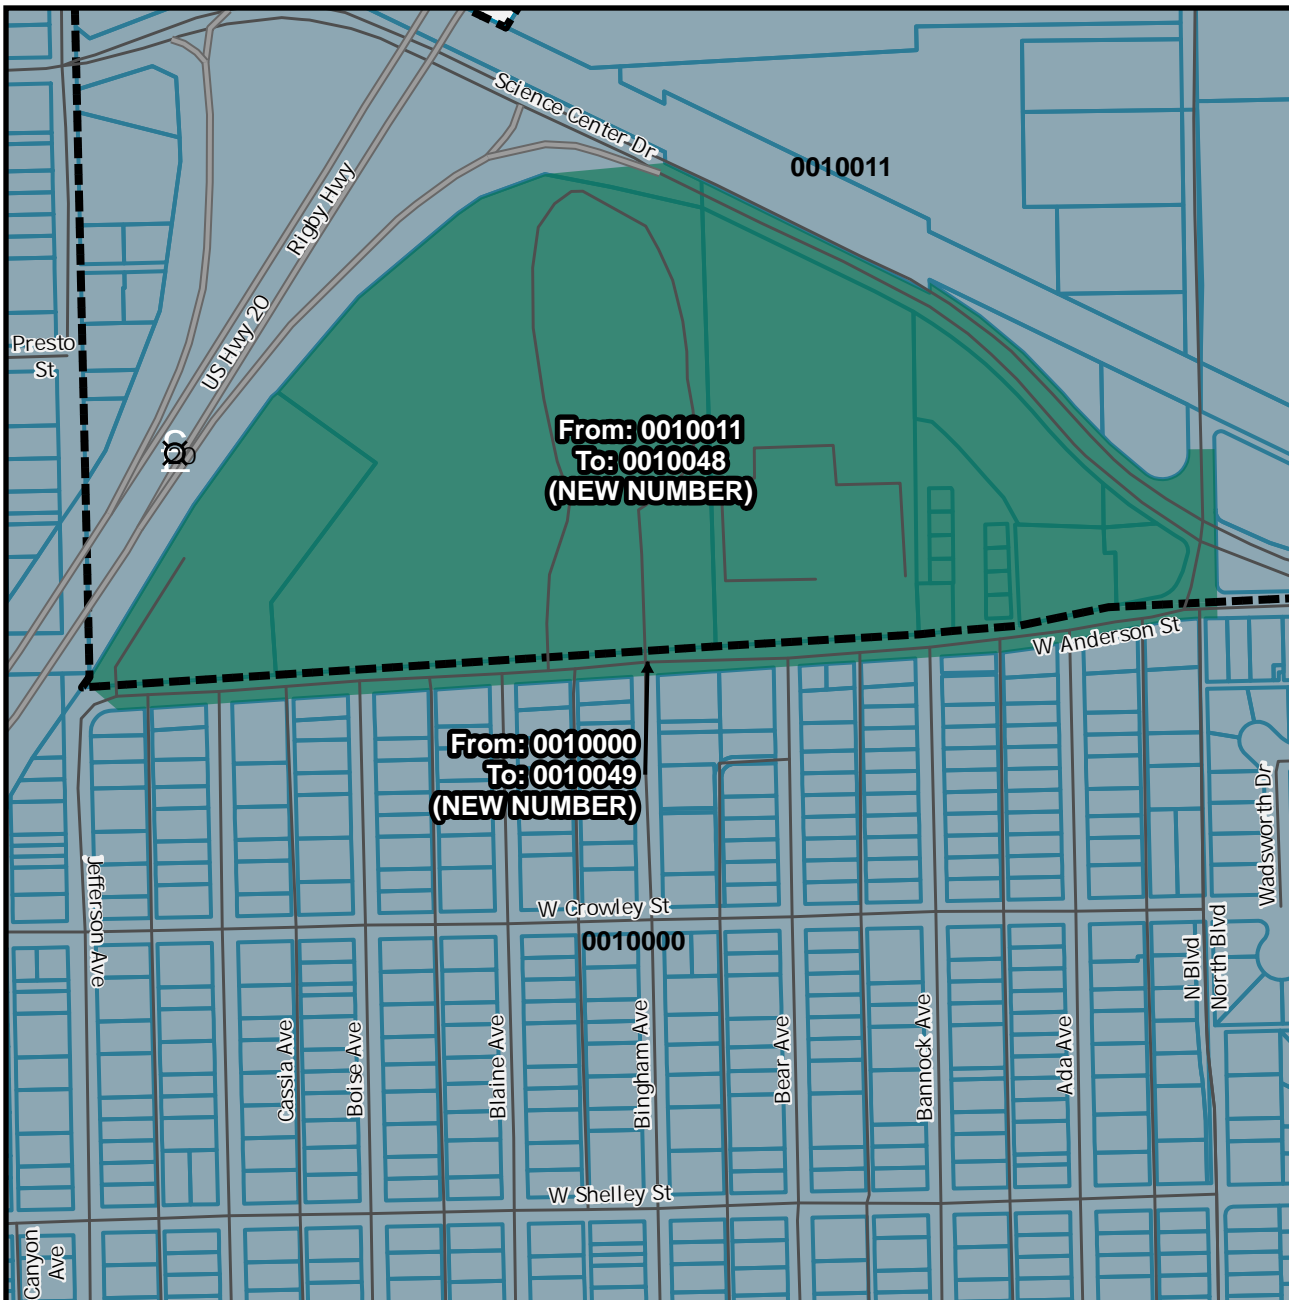 Science Center Dr
0010011
Rigby Hwy
US Hwy 20
Presto
St
20
From: 0010011
To: 0010048
(NEW NUMBER)
W Anderson St
From: 0010000
To: 0010049
(NEW NUMBER)
Wadsworth Dr
Jefferson Ave
W Crowley St
0010000
N Blvd
North Blvd
Cassia Ave
Boise Ave
Blaine Ave
Bingham Ave
Bear Ave
Bannock Ave
Ada Ave
W Shelley St
Canyon
Ave